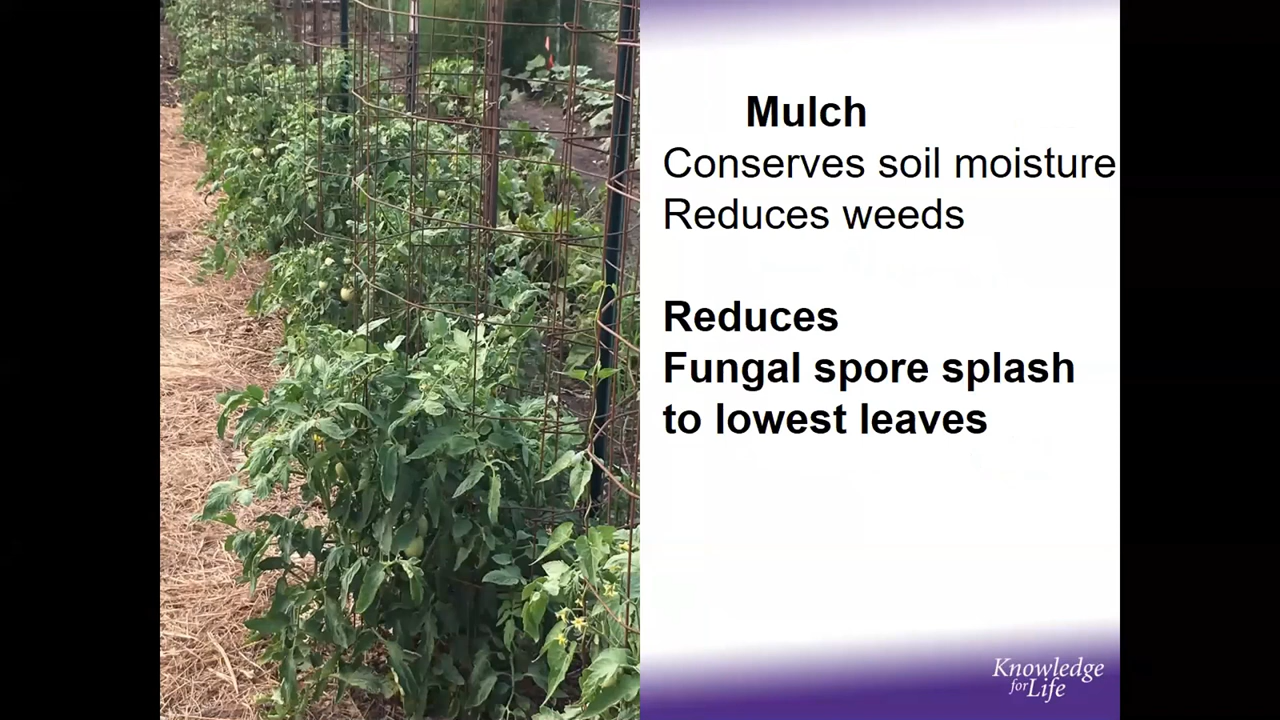 Mulch
Conserves soil moisture
Reduces weeds
Reduces
Fungal spore splash
to lowest leaves
Knowledge
for Life